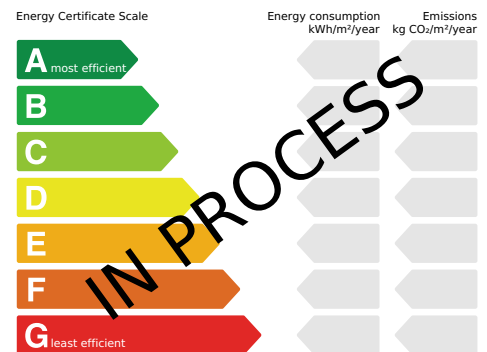 Energy Certificate Scale
Energy consumption
kWh/m²/year
Emissions
kg CO₂/m²/year
A most efficient
B
C
D
E
F
G least efficient
IN PROCESS